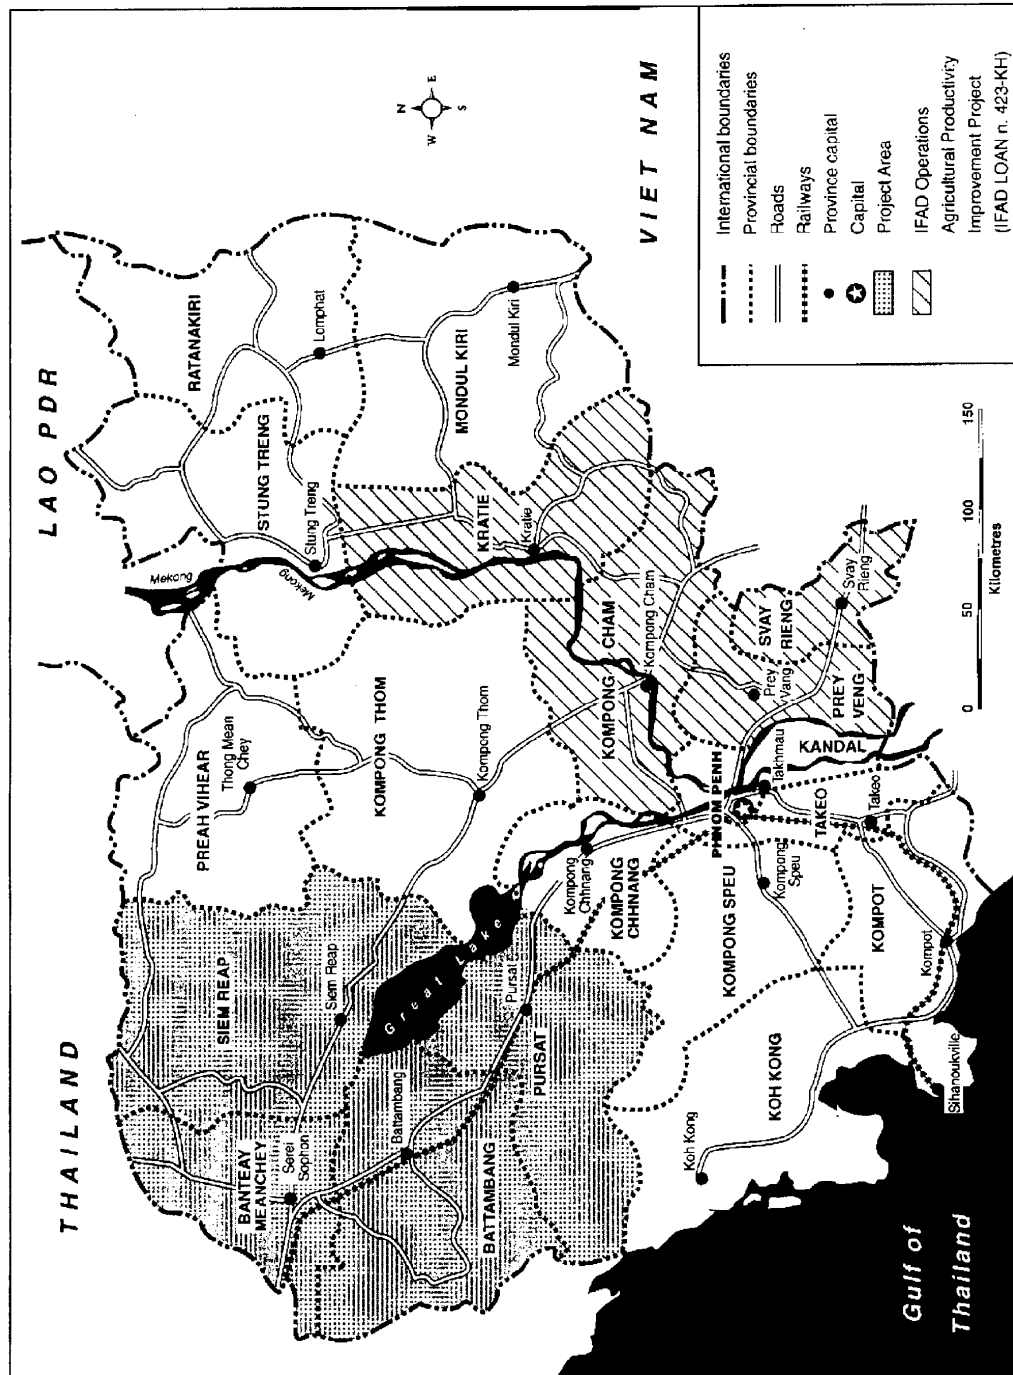 THAILAND
LAO PDR
VIET NAM
N
W
E
S
RATANAKIRI
Lomphat
STUNG TRENG
Stung Treng
Mekong
Mekong
MONDUL KIRI
Mondul Kiri
KRATIE
Kratie
PREAH VIHEAR
Thong Mean
Chey
KOMPONG THOM
Kompong Thom
SIEM REAP
Siem Reap
BANTEAY
MEANCHEY
Serei
Sophon
BATTAMBANG
Battambang
Great Lake
PURSAT
Pursat
KOMPONG
CHHNANG
Kompong
Chhnang
KOMPONG CHAM
Kompong Cham
PREY
VENG
Prey
Vang
SVAY
RIENG
Svay
Rieng
KANDAL
PHNOM PENH
Takhmau
TAKEO
Takeo
KOMPONG SPEU
Kompong
Speu
KOMPOT
Kompot
KOH KONG
Koh Kong
Sihanoukville
Gulf of
Thailand
0
50
100
150
Kilometres
International boundaries
Provincial boundaries
Roads
Railways
Province capital
Capital
Project Area
IFAD Operations
Agricultural Productivity
Improvement Project
(IFAD LOAN n. 423-KH)